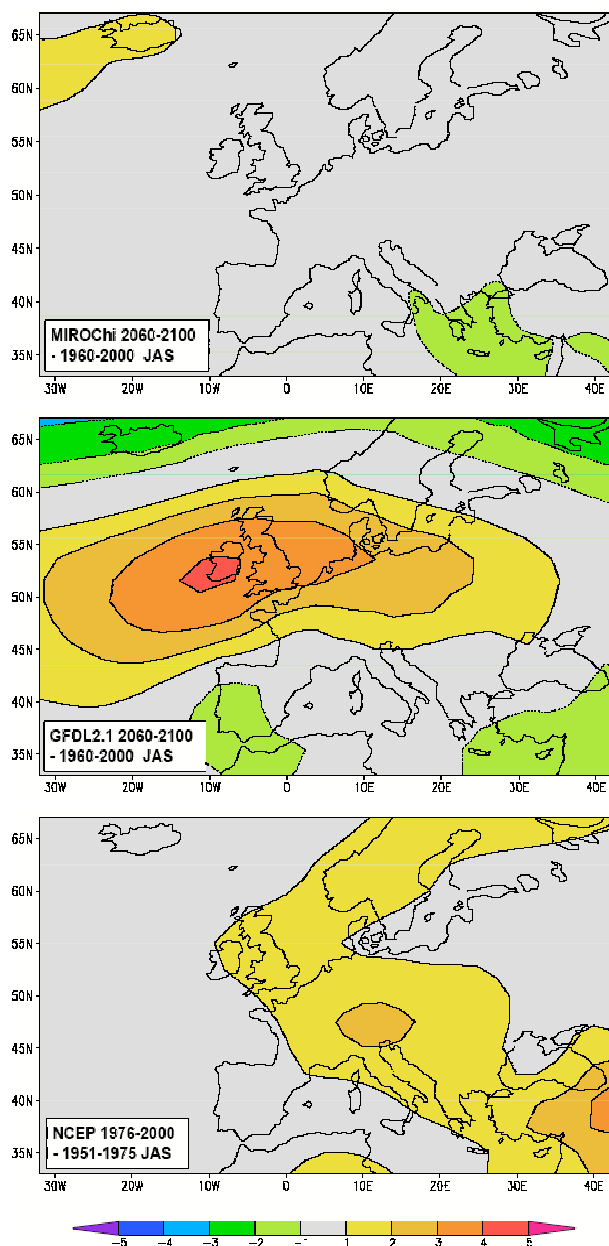 65N
60N
55N
50N
45N
40N
35N
MIROChi 2060-2100
- 1960-2000 JAS
30W 20W 10W 0 10E 20E 30E 40E
65N
60N
55N
50N
45N
40N
35N
GFDL2.1 2060-2100
- 1960-2000 JAS
30W 20W 10W 0 10E 20E 30E 40E
65N
60N
55N
50N
45N
40N
35N
NCEP 1976-2000
- 1951-1975 JAS
30W 20W 10W 0 10E 20E 30E 40E
-5 -4 -3 -2 -1 1 2 3 4 5